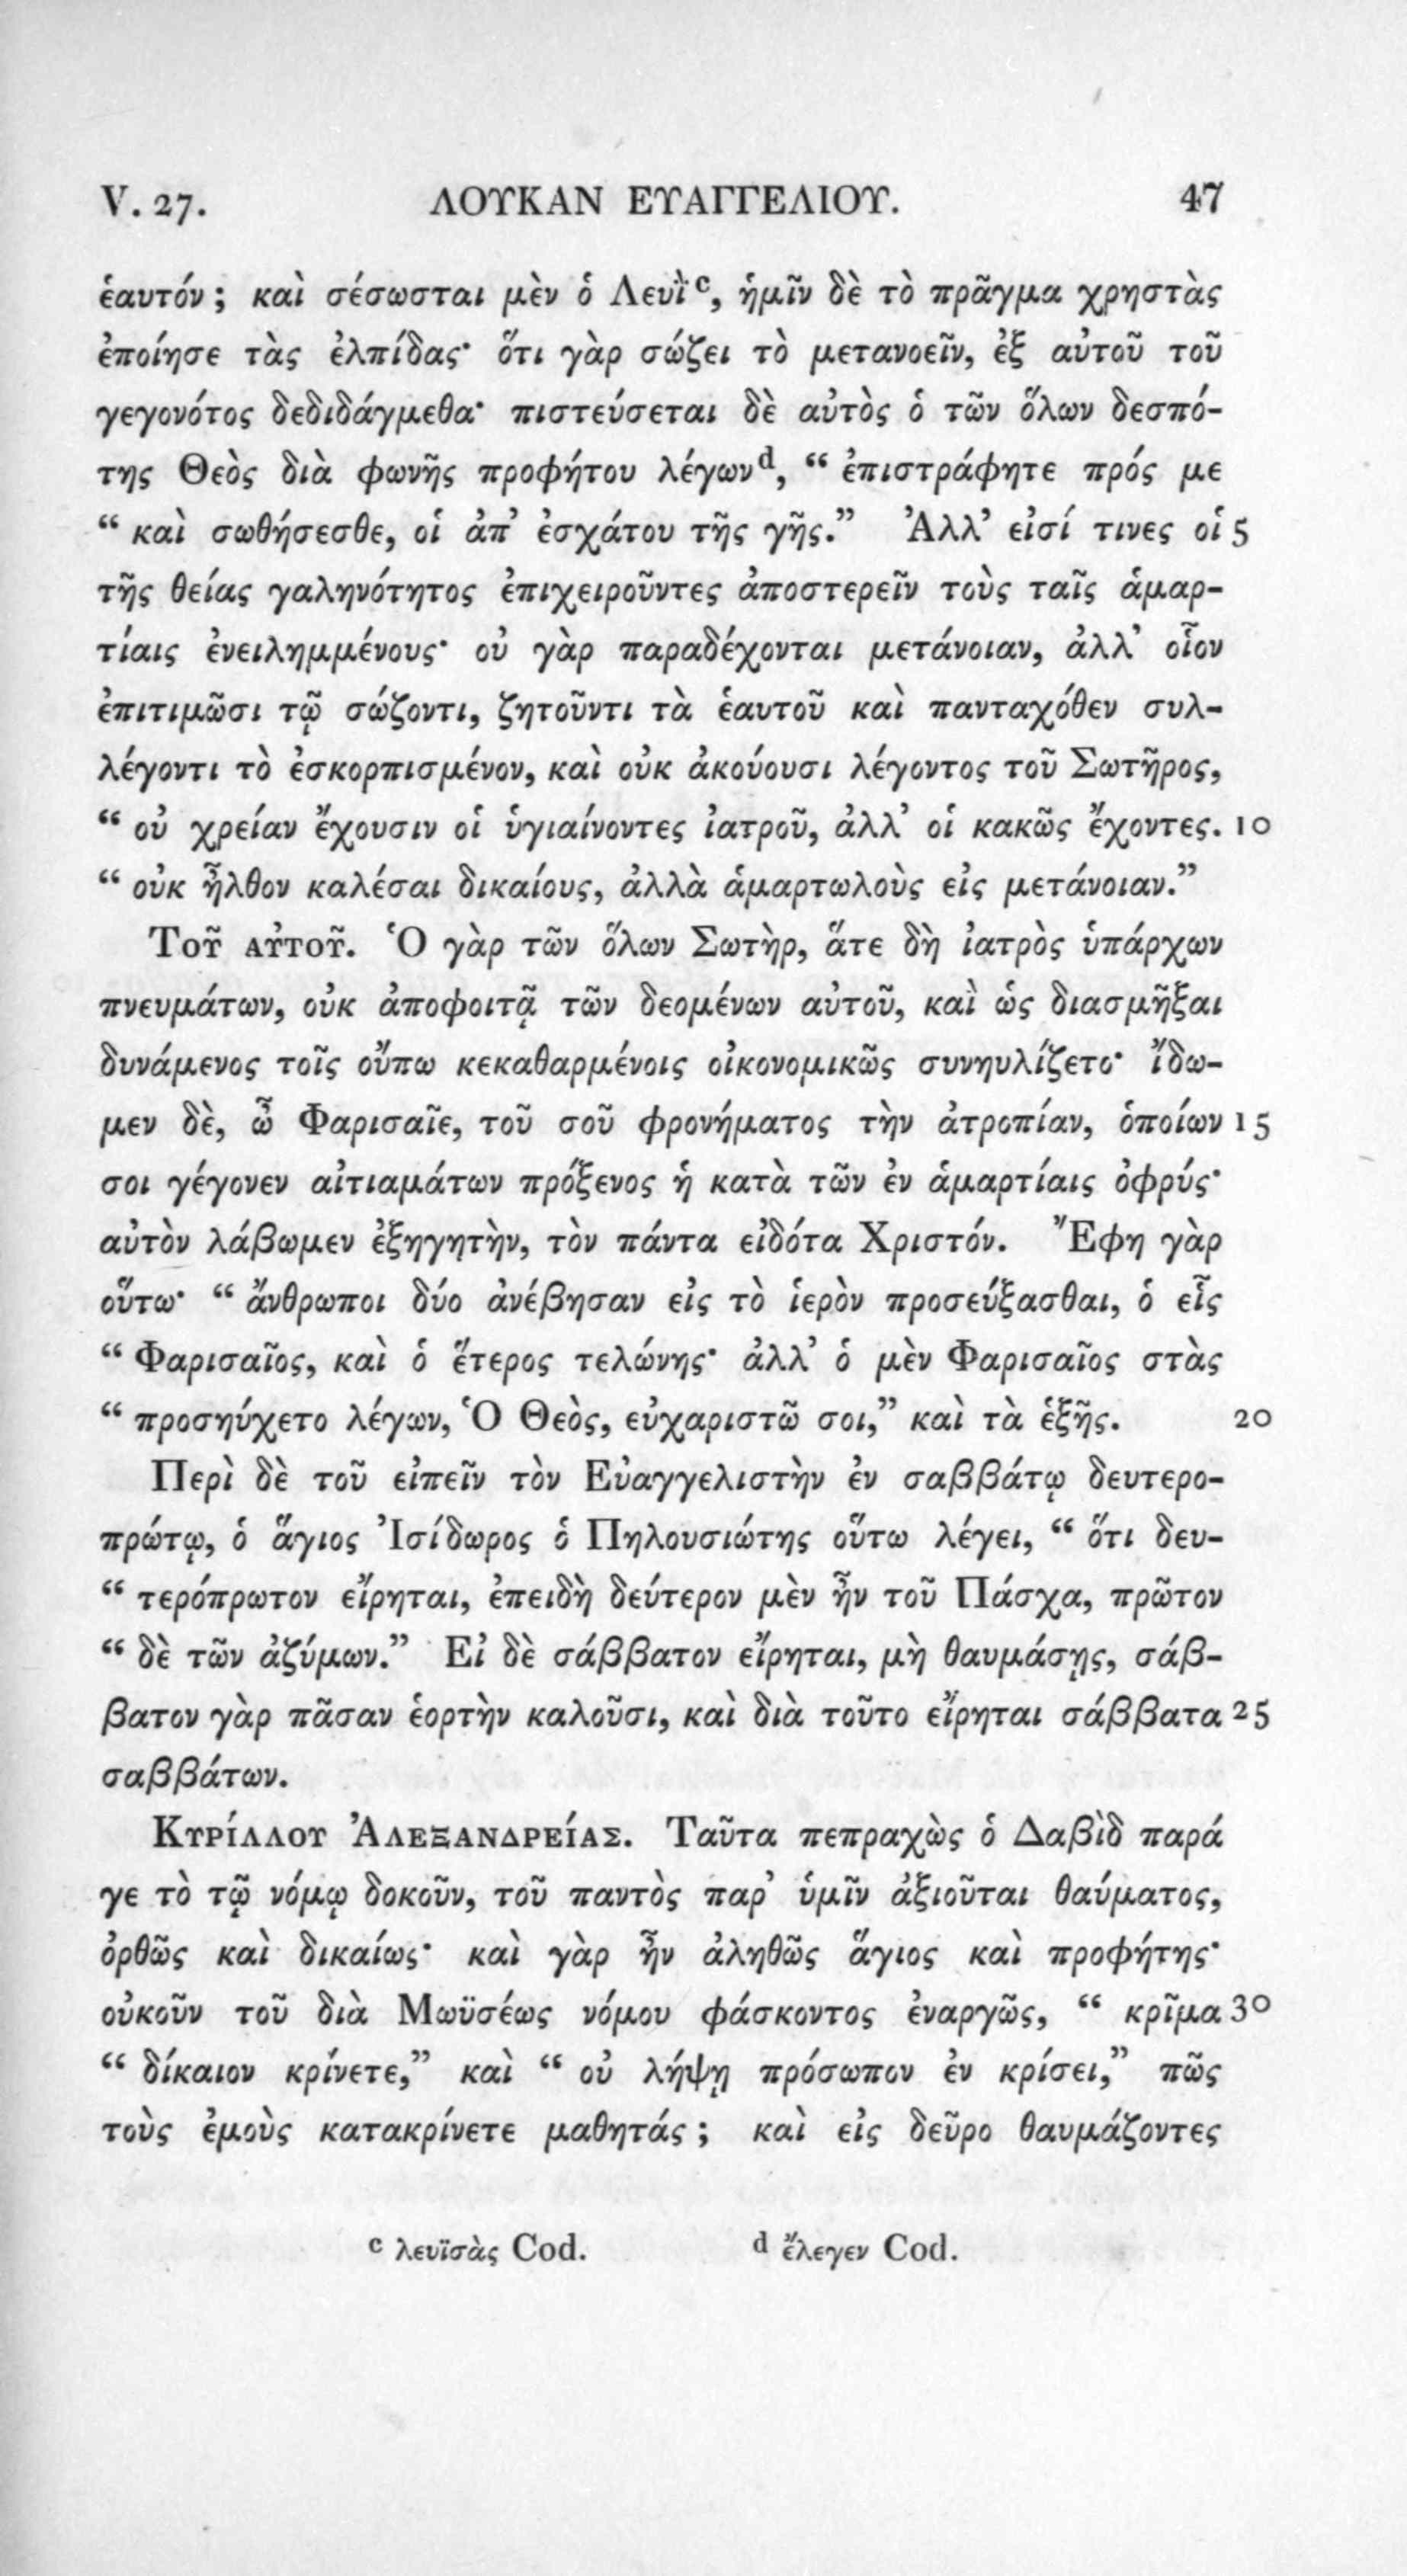 V. 27. ΛΟΥΚΑΝ ΕΥΑΓΓΕΛΙΟΥ. 47
ἑαυτόν; καὶ σέσωσται μὲν ὁ Λευῒ c, ἡμῖν δὲ τὸ πρᾶγμα χρηστὰς
ἐποίησε τὰς ἐλπίδας· ὅτι γὰρ σώζει τὸ μετανοεῖν, ἐξ αὐτοῦ τοῦ
γεγονότος δεδιδάγμεθα· πιστεύσεται δὲ αὐτὸς ὁ τῶν ὅλων δεσπό-
της Θεὸς διὰ φωνῆς προφήτου λέγων d, “ ἐπιστράφητε πρός με
“ καὶ σωθήσεσθε, οἱ ἀπ’ ἐσχάτου τῆς γῆς.” Ἀλλ’ εἰσί τινες οἱ 5
τῆς θείας γαληνότητος ἐπιχειροῦντες ἀποστερεῖν τοὺς ταῖς ἁμαρ-
τίαις ἐνειλημμένους· οὐ γὰρ παραδέχονται μετάνοιαν, ἀλλ’ οἷον
ἐπιτιμῶσι τῷ σώζοντι, ζητοῦντι τὰ ἑαυτοῦ καὶ πανταχόθεν συλ-
λέγοντι τὸ ἐσκορπισμένον, καὶ οὐκ ἀκούουσι λέγοντος τοῦ Σωτῆρος,
“ οὐ χρείαν ἔχουσιν οἱ ὑγιαίνοντες ἰατροῦ, ἀλλ’ οἱ κακῶς ἔχοντες. 10
“ οὐκ ἦλθον καλέσαι δικαίους, ἀλλὰ ἁμαρτωλοὺς εἰς μετάνοιαν.”
ΤοῦΑὐτοῦ. Ὁ γὰρ τῶν ὅλων Σωτὴρ, ἅτε δὴ ἰατρὸς ὑπάρχων
πνευμάτων, οὐκ ἀποφοιτᾷ τῶν δεομένων αὐτοῦ, καὶ ὡς διασμῆξαι
δυνάμενος τοῖς οὔπω κεκαθαρμένοις οἰκονομικῶς συνηυλίζετο· ἴδω-
μεν δὲ, ὦ Φαρισαῖε, τοῦ σοῦ φρονήματος τὴν ἀτροπίαν, ὁποίων 15
σοι γέγονεν αἰτιαμάτων πρόξενος ἡ κατὰ τῶν ἐν ἁμαρτίαις ὀφρύς·
αὐτὸν λάβωμεν ἐξηγητὴν, τὸν πάντα εἰδότα Χριστόν. Ἔφη γὰρ
οὕτω· “ ἄνθρωποι δύο ἀνέβησαν εἰς τὸ ἱερὸν προσεύξασθαι, ὁ εἷς
“ Φαρισαῖος, καὶ ὁ ἕτερος τελώνης· ἀλλ’ ὁ μὲν Φαρισαῖος στὰς
“ προσηύχετο λέγων, Ὁ Θεὸς, εὐχαριστῶ σοι,” καὶ τὰ ἑξῆς. 20
Περὶ δὲ τοῦ εἰπεῖν τὸν Εὐαγγελιστὴν ἐν σαββάτῳ δευτερο-
πρώτῳ, ὁ ἅγιος Ἰσίδωρος ὁ Πηλουσιώτης οὕτω λέγει, “ ὅτι δευ-
“ τερόπρωτον εἴρηται, ἐπειδὴ δεύτερον μὲν ἦν τοῦ Πάσχα, πρῶτον
“ δὲ τῶν ἀζύμων.” Εἰ δὲ σάββατον εἴρηται, μὴ θαυμάσῃς, σάβ-
βατον γὰρ πᾶσαν ἑορτὴν καλοῦσι, καὶ διὰ τοῦτο εἴρηται σάββατα 25
σαββάτων.
Κυρίλλου Ἀλεξανδρείας. Ταῦτα πεπραχὼς ὁ Δαβὶδ παρά
γε τὸ τῷ νόμῳ δοκοῦν, τοῦ παντὸς παρ’ ὑμῖν ἀξιοῦται θαύματος,
ὀρθῶς καὶ δικαίως· καὶ γὰρ ἦν ἀληθῶς ἅγιος καὶ προφήτης·
οὐκοῦν τοῦ διὰ Μωϋσέως νόμου φάσκοντος ἐναργῶς, “ κρῖμα 30
“ δίκαιον κρίνετε,” καὶ “ οὐ λήψῃ πρόσωπον ἐν κρίσει,” πῶς
τοὺς ἐμοὺς κατακρίνετε μαθητάς; καὶ εἰς δεῦρο θαυμάζοντες
c λευϊσὰς Cod. d ἔλεγεν Cod.